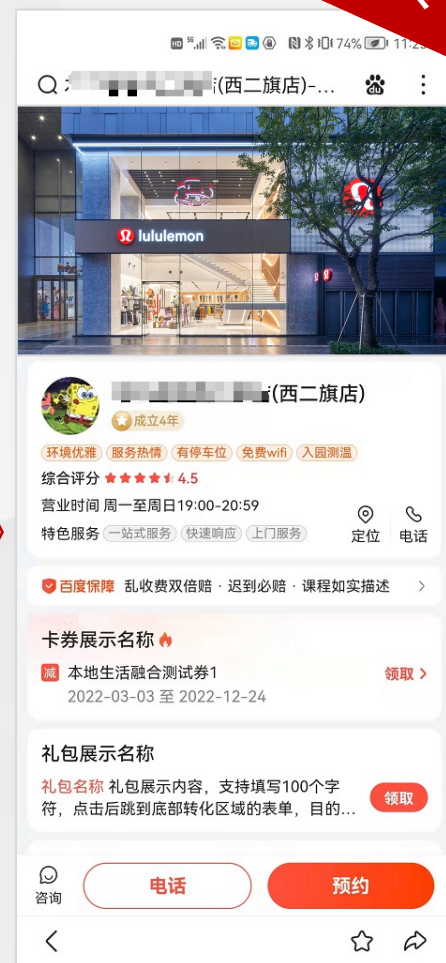 HD 5G 74% 11:2
(西二旗店)-...
du
lululemon
(西二旗店)
成立4年
环境优雅 服务热情 有停车位 免费wifi 入园测温
综合评分 4.5
营业时间 周一至周日19:00-20:59
特色服务 一站式服务 快速响应 上门服务
定位 电话
百度保障 乱收费双倍赔 · 迟到必赔 · 课程如实描述
卡券展示名称
减 本地生活融合测试券1
领取
2022-03-03 至 2022-12-24
礼包展示名称
礼包名称 礼包展示内容，支持填写100个字
符，点击后跳到底部转化区域的表单，目的...
领取
咨询
电话
预约